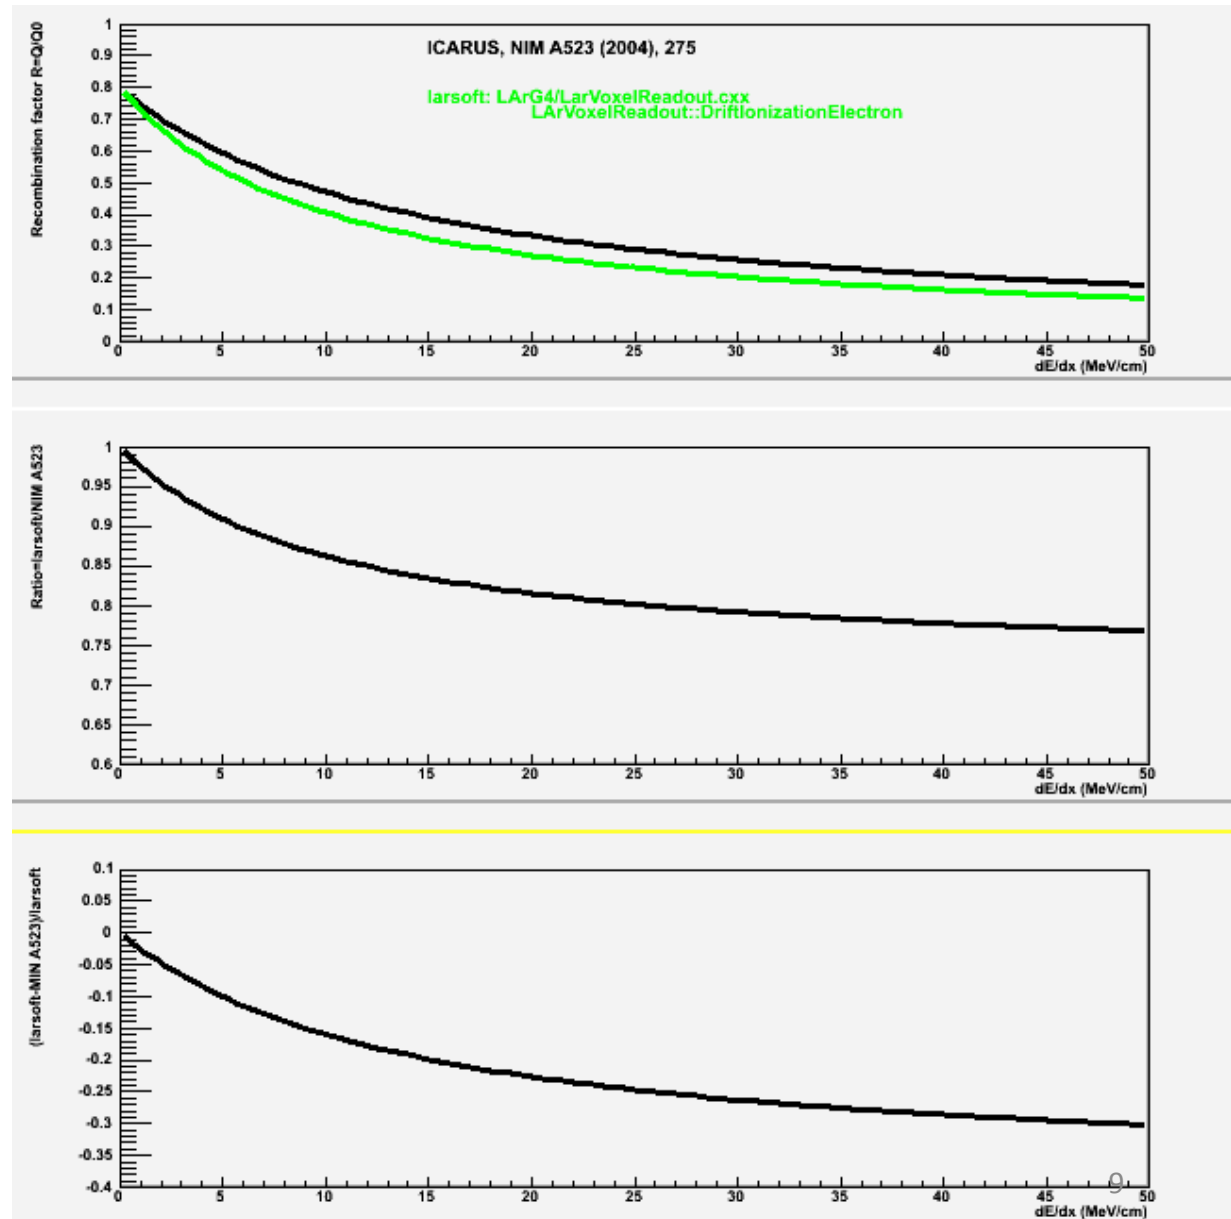 Recombination factor R=Q/Q0
1
0.9
0.8
0.7
0.6
0.5
0.4
0.3
0.2
0.1
0
ICARUS, NIM A523 (2004), 275
larsoft: LArG4/LarVoxelReadout.cxx
LArVoxelReadout::DriftIonizationElectron
0 5 10 15 20 25 30 35 40 45 50
dE/dx (MeV/cm)
Ratio=larsoft/NIM A523
1
0.95
0.9
0.85
0.8
0.75
0.7
0.65
0.6
0 5 10 15 20 25 30 35 40 45 50
dE/dx (MeV/cm)
(larsoft-MIN A523)/larsoft
0.1
0.05
0
-0.05
-0.1
-0.15
-0.2
-0.25
-0.3
-0.35
-0.4
9
0 5 10 15 20 25 30 35 40 45 50
dE/dx (MeV/cm)